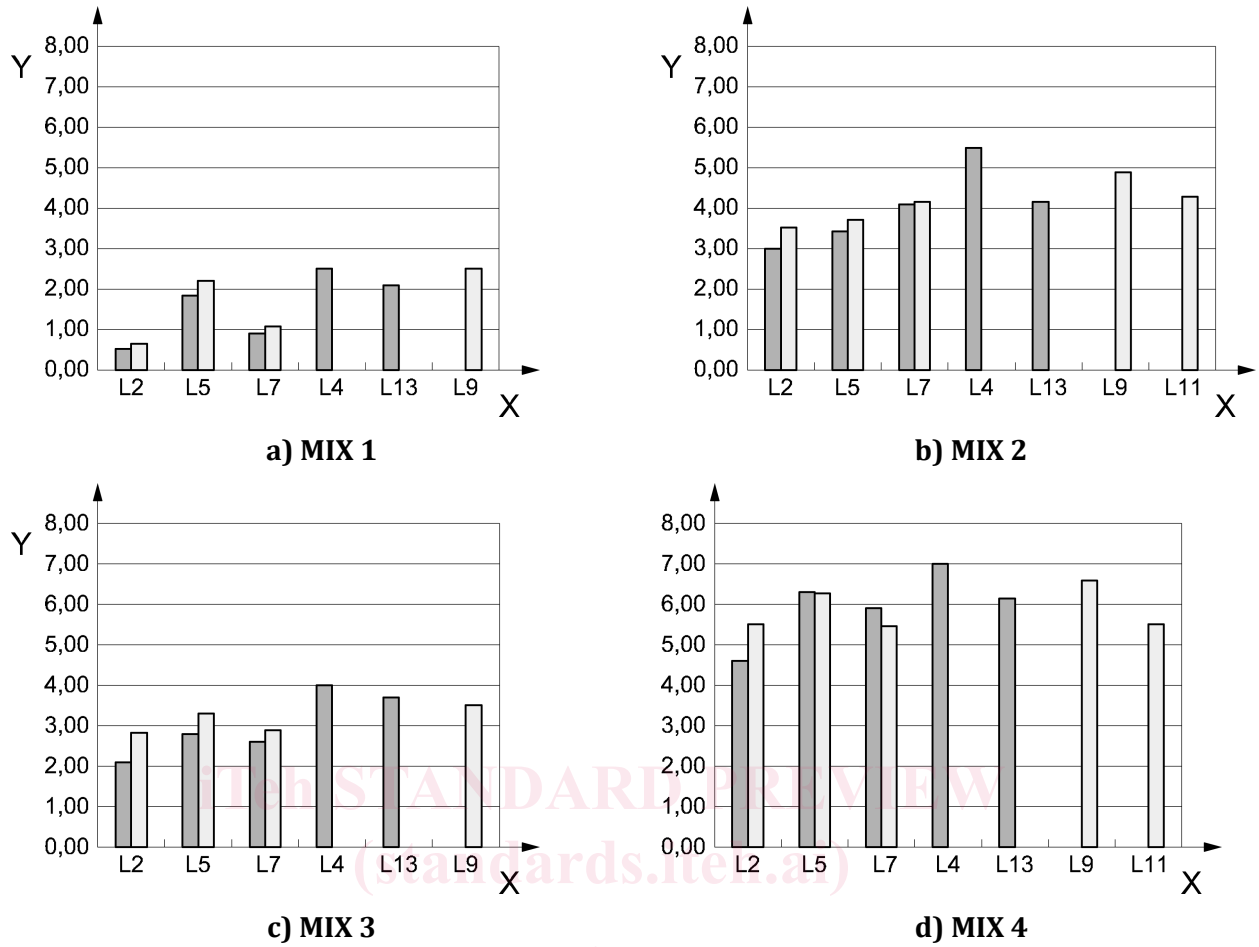 Y
8,00
7,00
6,00
5,00
4,00
3,00
2,00
1,00
0,00
L2 L5 L7 L4 L13 L9
X
a) MIX 1
Y
8,00
7,00
6,00
5,00
4,00
3,00
2,00
1,00
0,00
L2 L5 L7 L4 L13 L9 L11
X
b) MIX 2
Y
8,00
7,00
6,00
5,00
4,00
3,00
2,00
1,00
0,00
L2 L5 L7 L4 L13 L9
X
c) MIX 3
8,00
7,00
6,00
5,00
4,00
3,00
2,00
1,00
0,00
L2 L5 L7 L4 L13 L9 L11
X
d) MIX 4
iTeh STANDARD PREVIEW
(standards.iteh.ai)